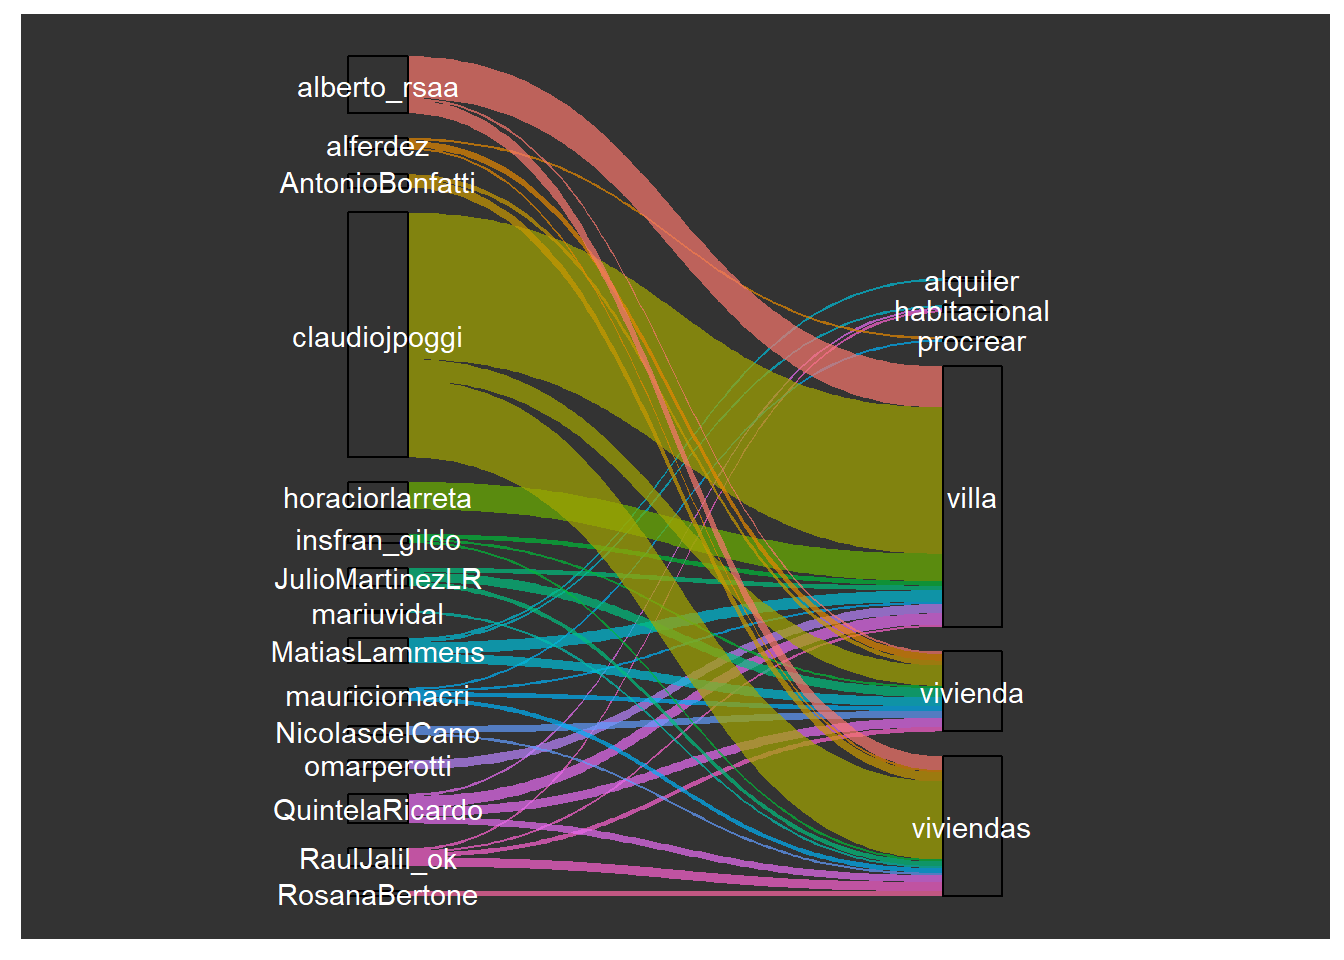 alberto_rsaa
alferdez
AntonioBonfatti
claudiojpoggi
horaciorlarreta
insfran_gildo
JulioMartinezLR
mariuvidal
MatiasLammens
mauriciomacri
NicolasdelCano
omarperotti
QuintelaRicardo
RaulJalil_ok
RosanaBertone
alquiler
habitacional
procrear
villa
vivienda
viviendas